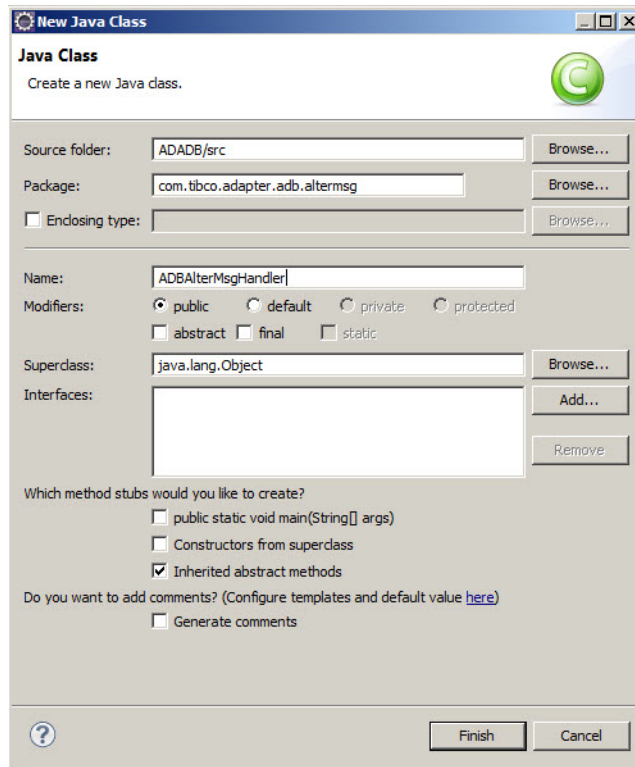 New Java Class
Java Class
Create a new Java class.
C
Source folder: ADADB/src Browse...
Package: com.tibco.adapter.adb.altermsg Browse...
Enclosing type: Browse...
Name: ADBAlterMsgHandler
Modifiers: public default private protected
abstract final static
Superclass: java.lang.Object Browse...
Interfaces: Add...
Remove
Which method stubs would you like to create?
public static void main(String[] args)
Constructors from superclass
Inherited abstract methods
Do you want to add comments? (Configure templates and default value here)
Generate comments
? Finish Cancel